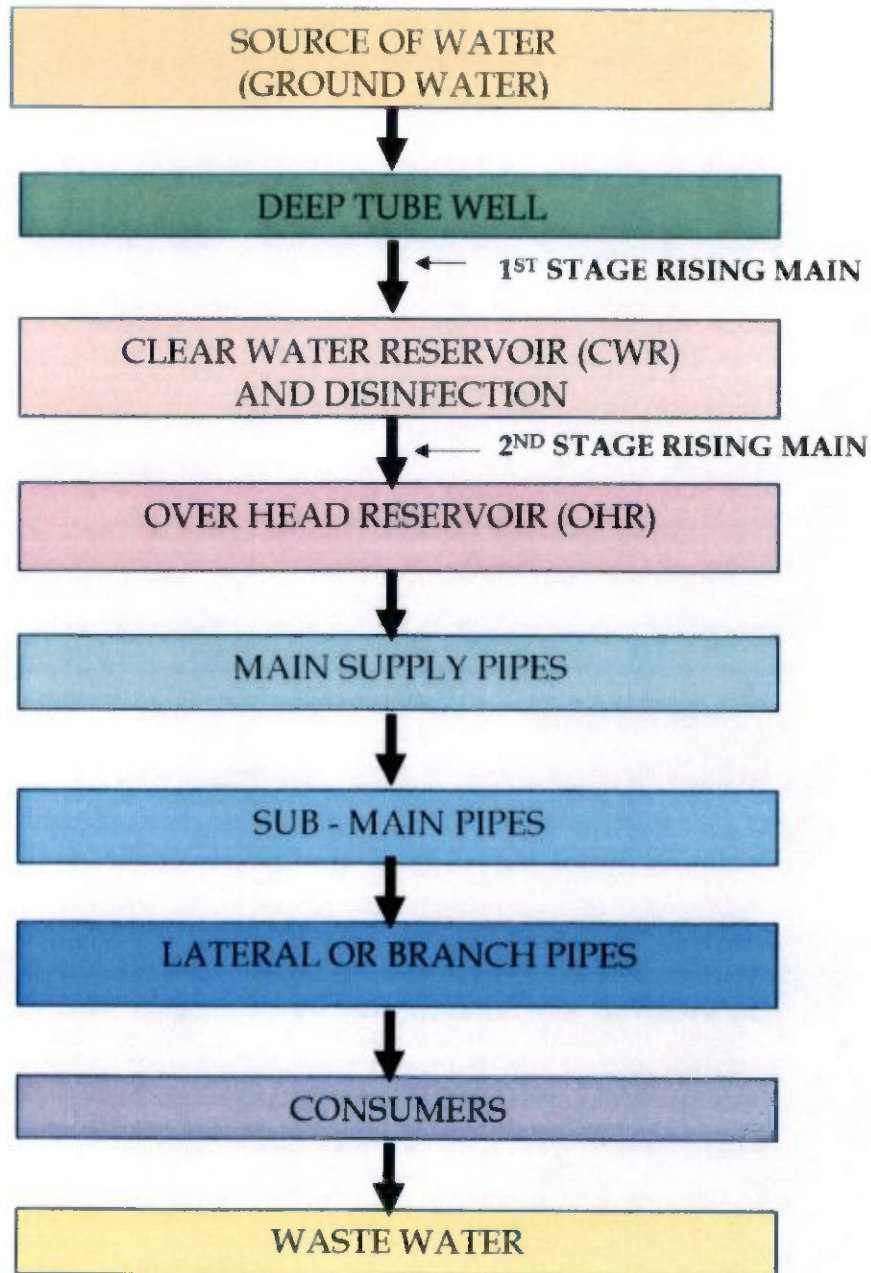 SOURCE OF WATER
(GROUND WATER)
DEEP TUBE WELL
1ST STAGE RISING MAIN
CLEAR WATER RESERVOIR (CWR)
AND DISINFECTION
2ND STAGE RISING MAIN
OVER HEAD RESERVOIR (OHR)
MAIN SUPPLY PIPES
SUB - MAIN PIPES
LATERAL OR BRANCH PIPES
CONSUMERS
WASTE WATER